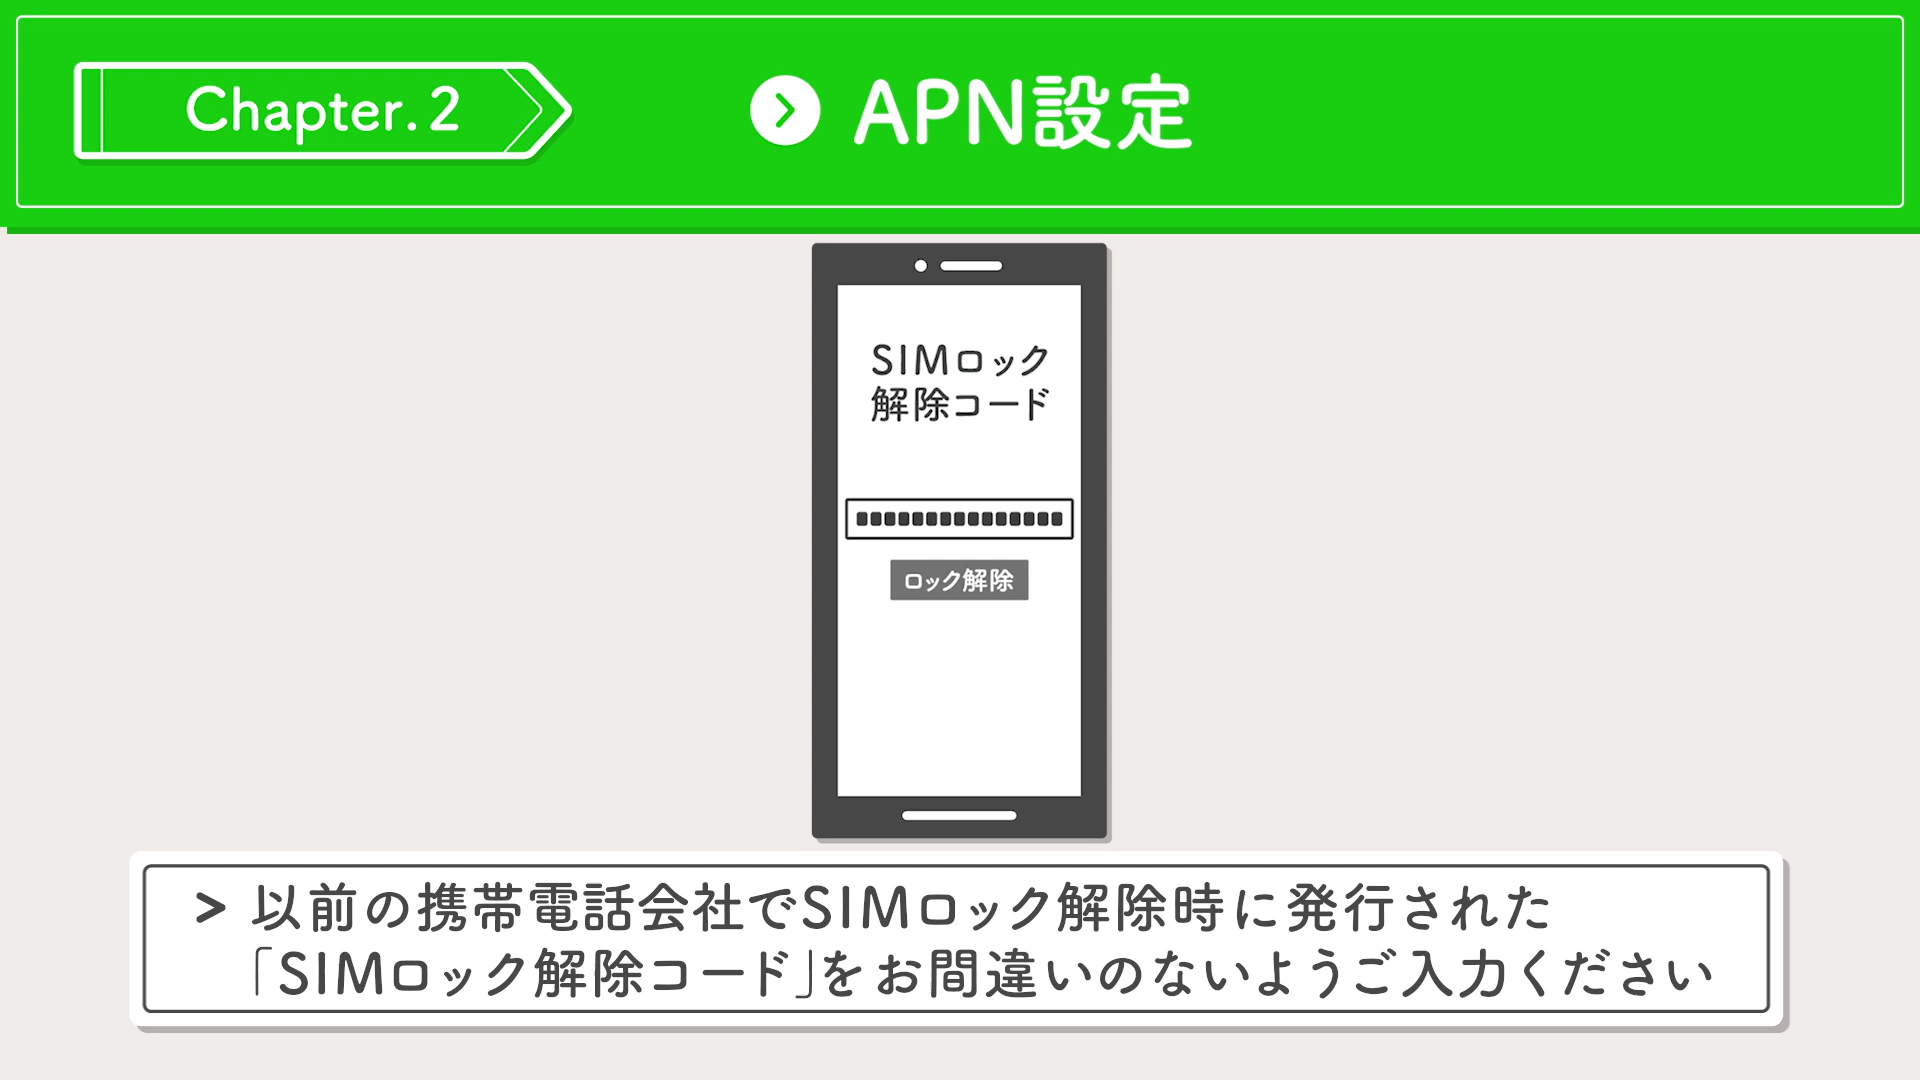 Chapter.2
APN設定
SIMロック
解除コード
ロック解除
> 以前の携帯電話会社でSIMロック解除時に発行された
「SIMロック解除コード」をお間違いのないようご入力ください